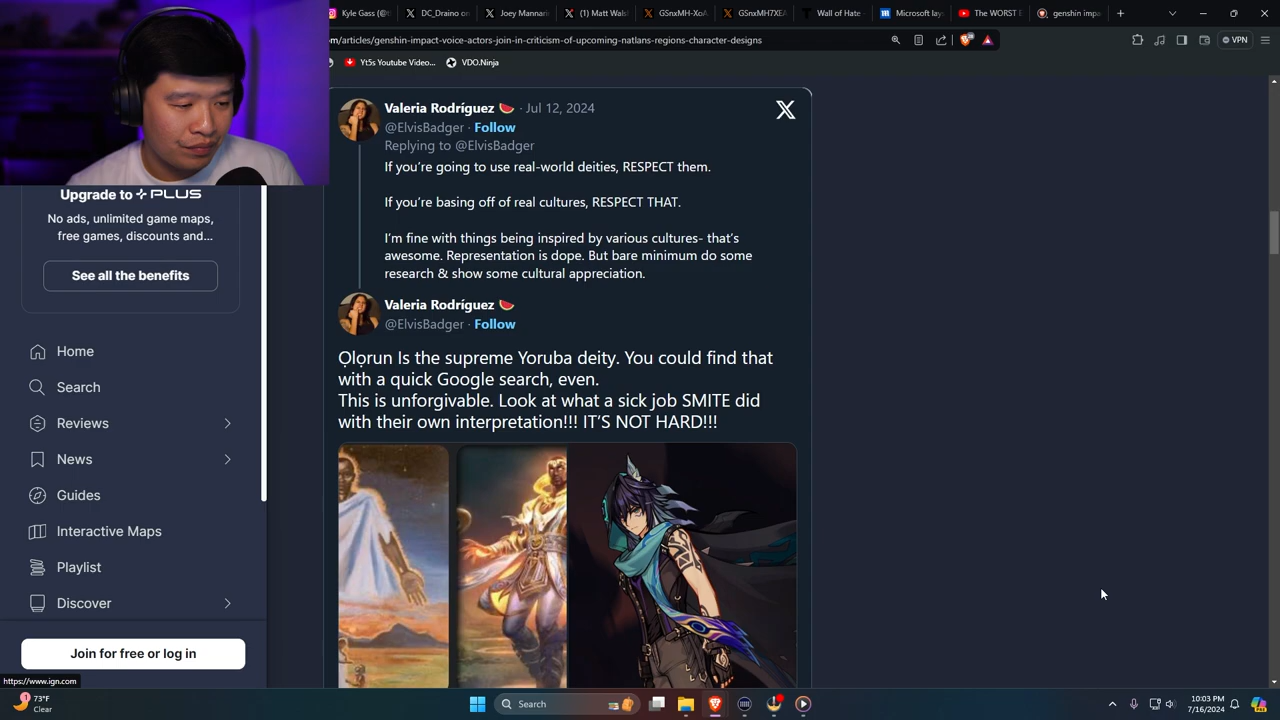 Kyle Gass (@t
DC_Draino on
Joey Mannari
(1) Matt Wals
GSnxMH-XoA
GSnxMH7XEA
Wall of Hate -
Microsoft lay
The WORST E
genshin impa
m/articles/genshin-impact-voice-actors-join-in-criticism-of-upcoming-natlans-regions-character-designs
VPN
Yt5s Youtube Video...
VDO.Ninja
Upgrade to PLUS
No ads, unlimited game maps,
free games, discounts and...
See all the benefits
Home
Search
Reviews
News
Guides
Interactive Maps
Playlist
Discover
Join for free or log in
https://www.ign.com
Valeria Rodríguez 🍉 · Jul 12, 2024
@ElvisBadger · Follow
Replying to @ElvisBadger
If you're going to use real-world deities, RESPECT them.
If you're basing off of real cultures, RESPECT THAT.
I'm fine with things being inspired by various cultures- that's
awesome. Representation is dope. But bare minimum do some
research & show some cultural appreciation.
Valeria Rodríguez 🍉
@ElvisBadger · Follow
Ọlọrun Is the supreme Yoruba deity. You could find that
with a quick Google search, even.
This is unforgivable. Look at what a sick job SMITE did
with their own interpretation!!! IT'S NOT HARD!!!
1
73°F
Clear
Search
10:03 PM
7/16/2024